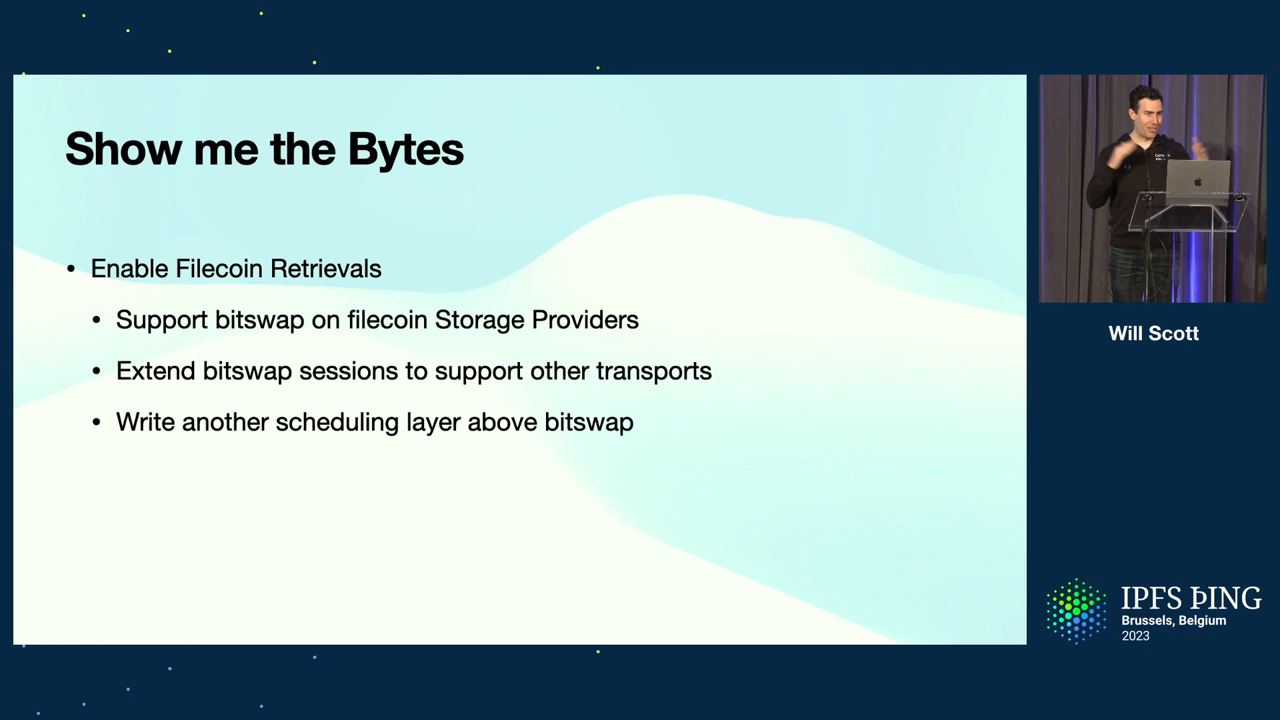 Show me the Bytes
• Enable Filecoin Retrievals
• Support bitswap on filecoin Storage Providers
• Extend bitswap sessions to support other transports
• Write another scheduling layer above bitswap
Will Scott
IPFS ÞING
Brussels, Belgium
2023